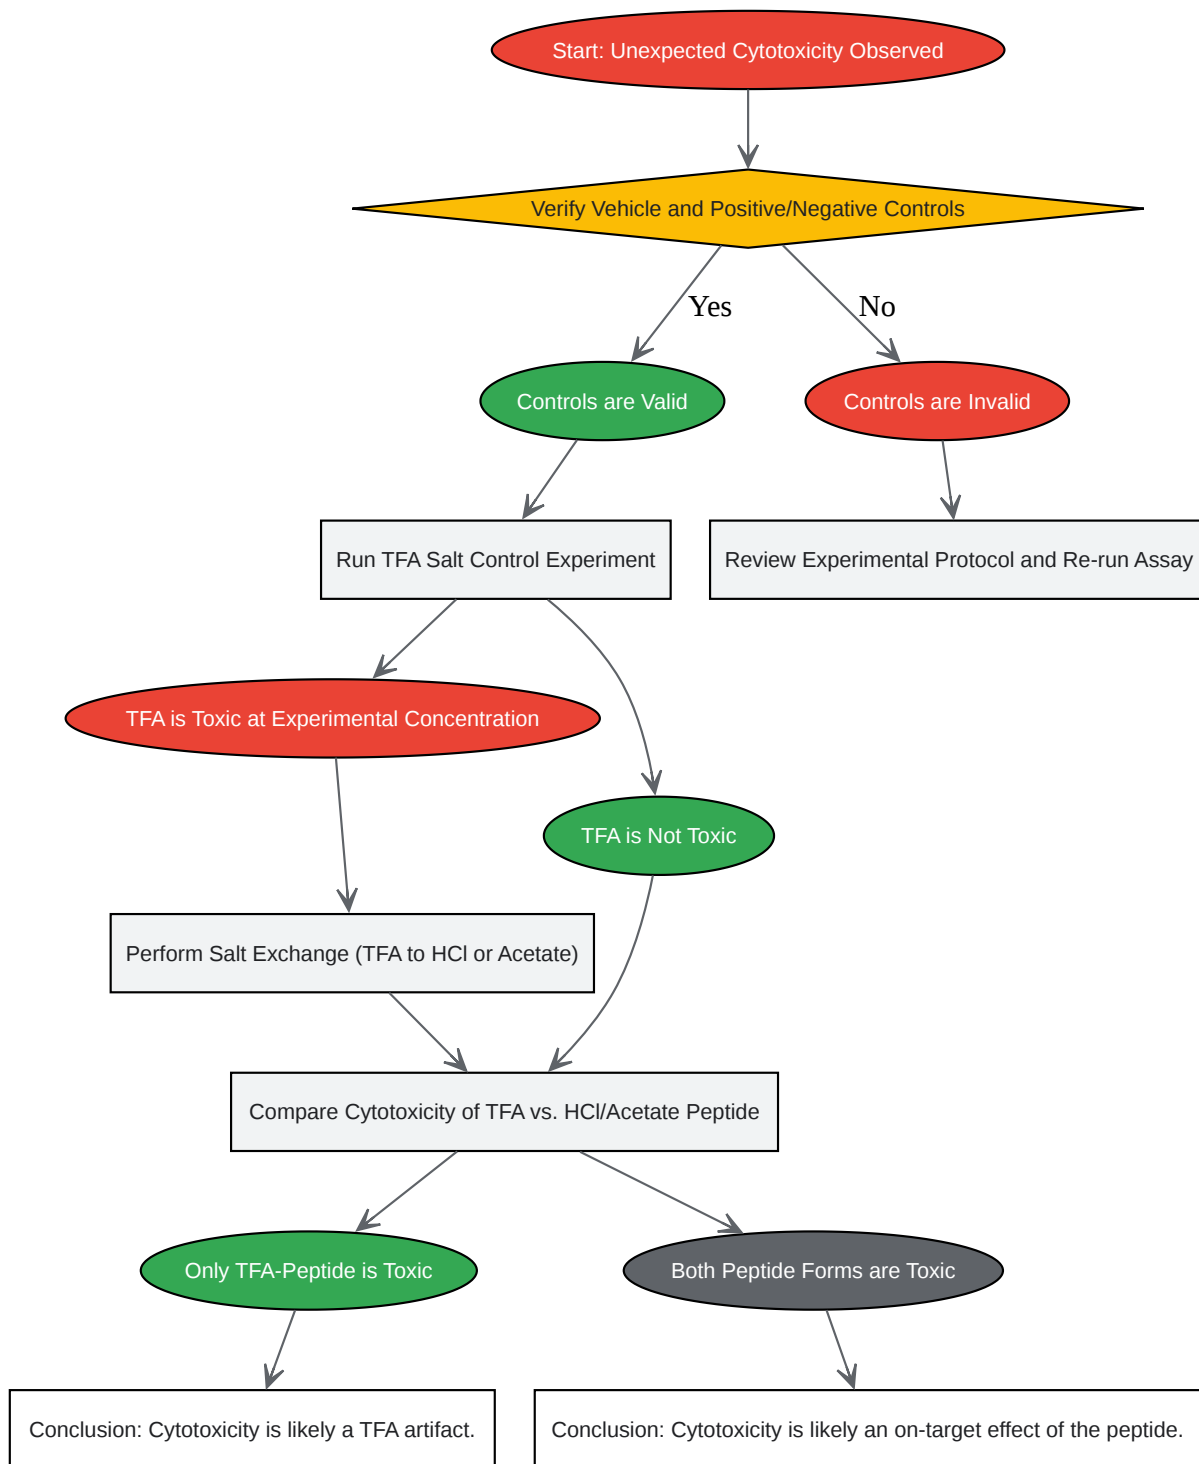 Start: Unexpected Cytotoxicity Observed
Verify Vehicle and Positive/Negative Controls
Yes
No
Controls are Valid
Controls are Invalid
Run TFA Salt Control Experiment
Review Experimental Protocol and Re-run Assay
TFA is Toxic at Experimental Concentration
TFA is Not Toxic
Perform Salt Exchange (TFA to HCl or Acetate)
Compare Cytotoxicity of TFA vs. HCl/Acetate Peptide
Only TFA-Peptide is Toxic
Both Peptide Forms are Toxic
Conclusion: Cytotoxicity is likely a TFA artifact.
Conclusion: Cytotoxicity is likely an on-target effect of the peptide.